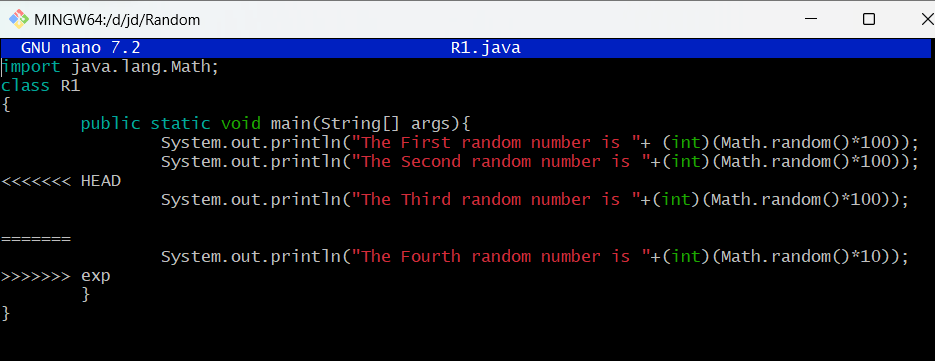 MINGW64:/d/jd/Random
GNU nano 7.2 R1.java
import java.lang.Math;
class R1
{
        public static void main(String[] args){
                System.out.println("The First random number is "+ (int)(Math.random()*100));
                System.out.println("The Second random number is "+(int)(Math.random()*100));
<<<<<<< HEAD
                System.out.println("The Third random number is "+(int)(Math.random()*100));
=======
                System.out.println("The Fourth random number is "+(int)(Math.random()*10));
>>>>>>> exp
        }
}